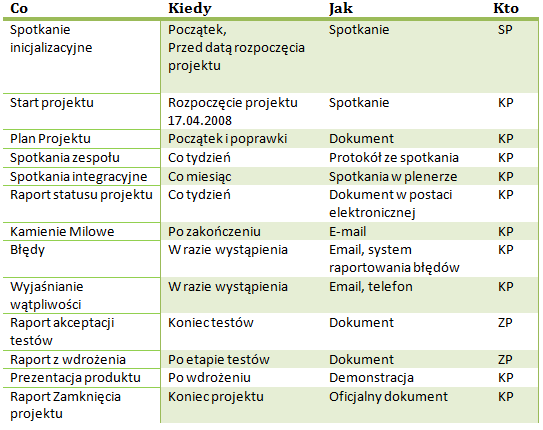 Co Kiedy Jak Kto
Spotkanie Początek, Spotkanie SP
inicjalizacyjne Przed datą rozpoczęcia
projektu
Start projektu Rozpoczęcie projektu Spotkanie KP
17.04.2008
Plan Projektu Początek i poprawki Dokument KP
Spotkania zespołu Co tydzień Protokół ze spotkania KP
Spotkania integracyjne Co miesiąc Spotkania w plenerze KP
Raport statusu projektu Co tydzień Dokument w postaci KP
elektronicznej
Kamienie Milowe Po zakończeniu E-mail KP
Błędy W razie wystąpienia Email, system KP
raportowania błędów
Wyjaśnianie W razie wystąpienia Email, telefon KP
wątpliwości
Raport akceptacji Koniec testów Dokument ZP
testów
Raport z wdrożenia Po etapie testów Dokument ZP
Prezentacja produktu Po wdrożeniu Demonstracja KP
Raport Zamknięcia Koniec projektu Oficjalny dokument KP
projektu